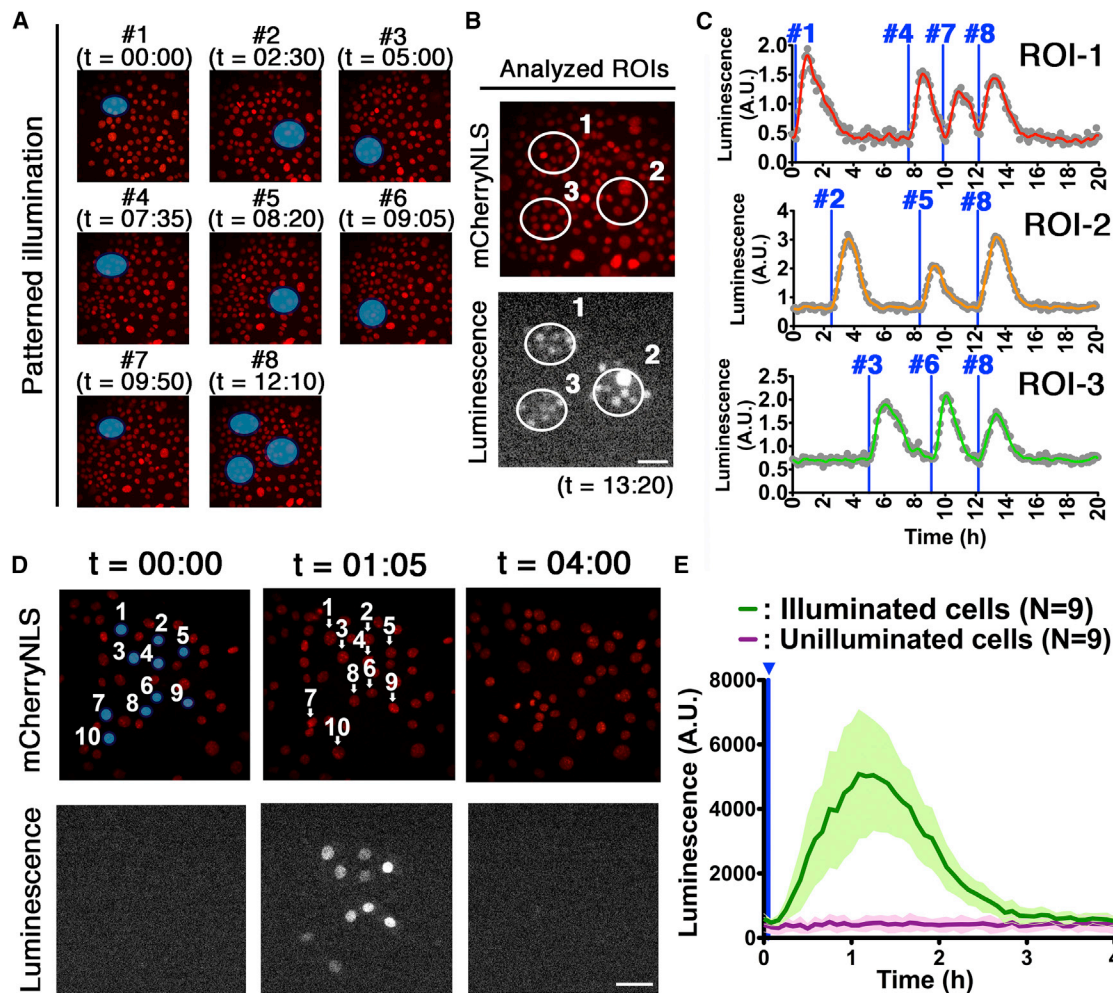 A
Patterned illumination
#1
(t = 00:00)
#2
(t = 02:30)
#3
(t = 05:00)
#4
(t = 07:35)
#5
(t = 08:20)
#6
(t = 09:05)
#7
(t = 09:50)
#8
(t = 12:10)
B
Analyzed ROIs
mCherryNLS
1
2
3
Luminescence
1
2
3
(t = 13:20)
C
#1 #4 #7 #8
ROI-1
Luminescence
(A.U.)
2.0
1.5
1.0
0.5
0.0
0 2 4 6 8 10 12 14 16 18 20
#2 #5 #8
ROI-2
Luminescence
(A.U.)
4
3
2
1
0
0 2 4 6 8 10 12 14 16 18 20
#3 #6 #8
ROI-3
Luminescence
(A.U.)
2.5
2.0
1.5
1.0
0.5
0.0
0 2 4 6 8 10 12 14 16 18 20
Time (h)
D
t = 00:00
t = 01:05
t = 04:00
mCherryNLS
1
2
3
4
5
6
7
8
9
10
1
2
3
4
5
6
7
8
9
10
Luminescence
E
: Illuminated cells (N=9)
: Unilluminated cells (N=9)
Luminescence (A.U.)
8000
6000
4000
2000
0
0 1 2 3 4
Time (h)